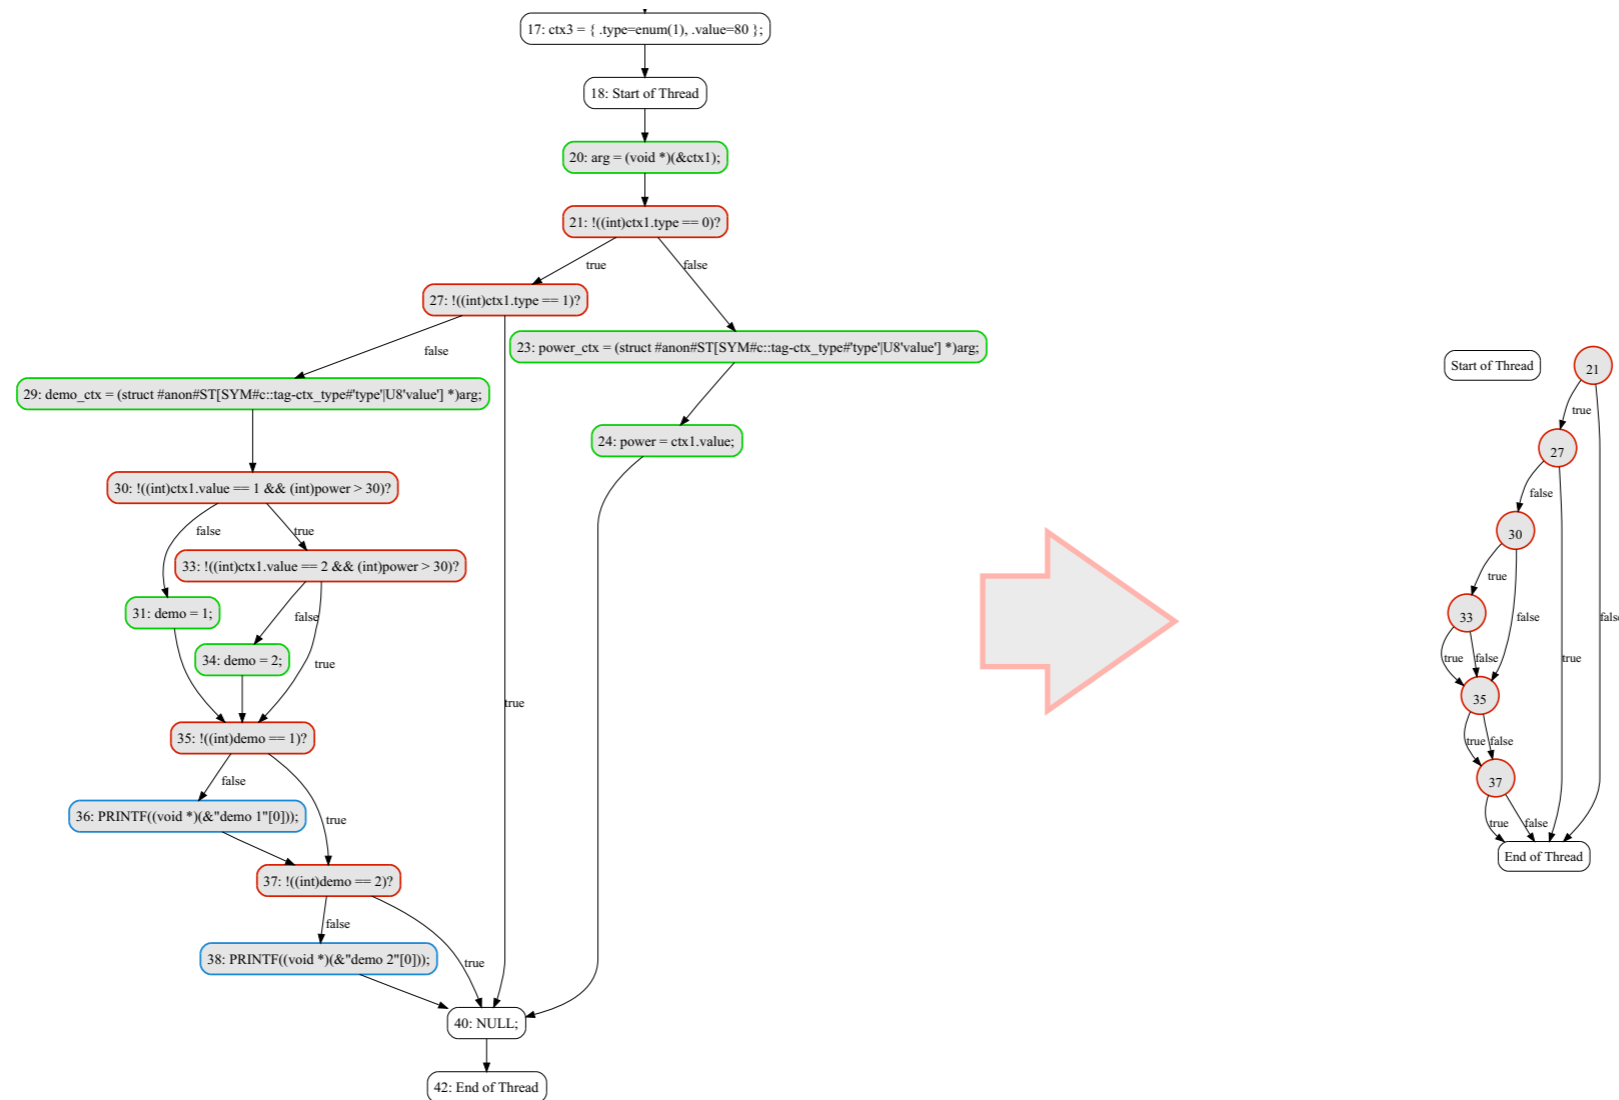 17: ctx3 = { .type=enum(1), .value=80 };
18: Start of Thread
20: arg = (void *)(&ctx1);
21: !((int)ctx1.type == 0)?
true
false
27: !((int)ctx1.type == 1)?
23: power_ctx = (struct #anon#ST[SYM#c::tag-ctx_type#'type'|U8'value'] *)arg;
false
29: demo_ctx = (struct #anon#ST[SYM#c::tag-ctx_type#'type'|U8'value'] *)arg;
24: power = ctx1.value;
30: !((int)ctx1.value == 1 && (int)power > 30)?
false
true
33: !((int)ctx1.value == 2 && (int)power > 30)?
31: demo = 1;
false
34: demo = 2;
true
true
35: !((int)demo == 1)?
false
36: PRINTF((void *)(&"demo 1"[0]));
true
37: !((int)demo == 2)?
false
38: PRINTF((void *)(&"demo 2"[0]));
true
40: NULL;
42: End of Thread
Start of Thread
21
true
27
false
30
true
33
false
false
true
false
true
35
true
false
37
true
false
End of Thread